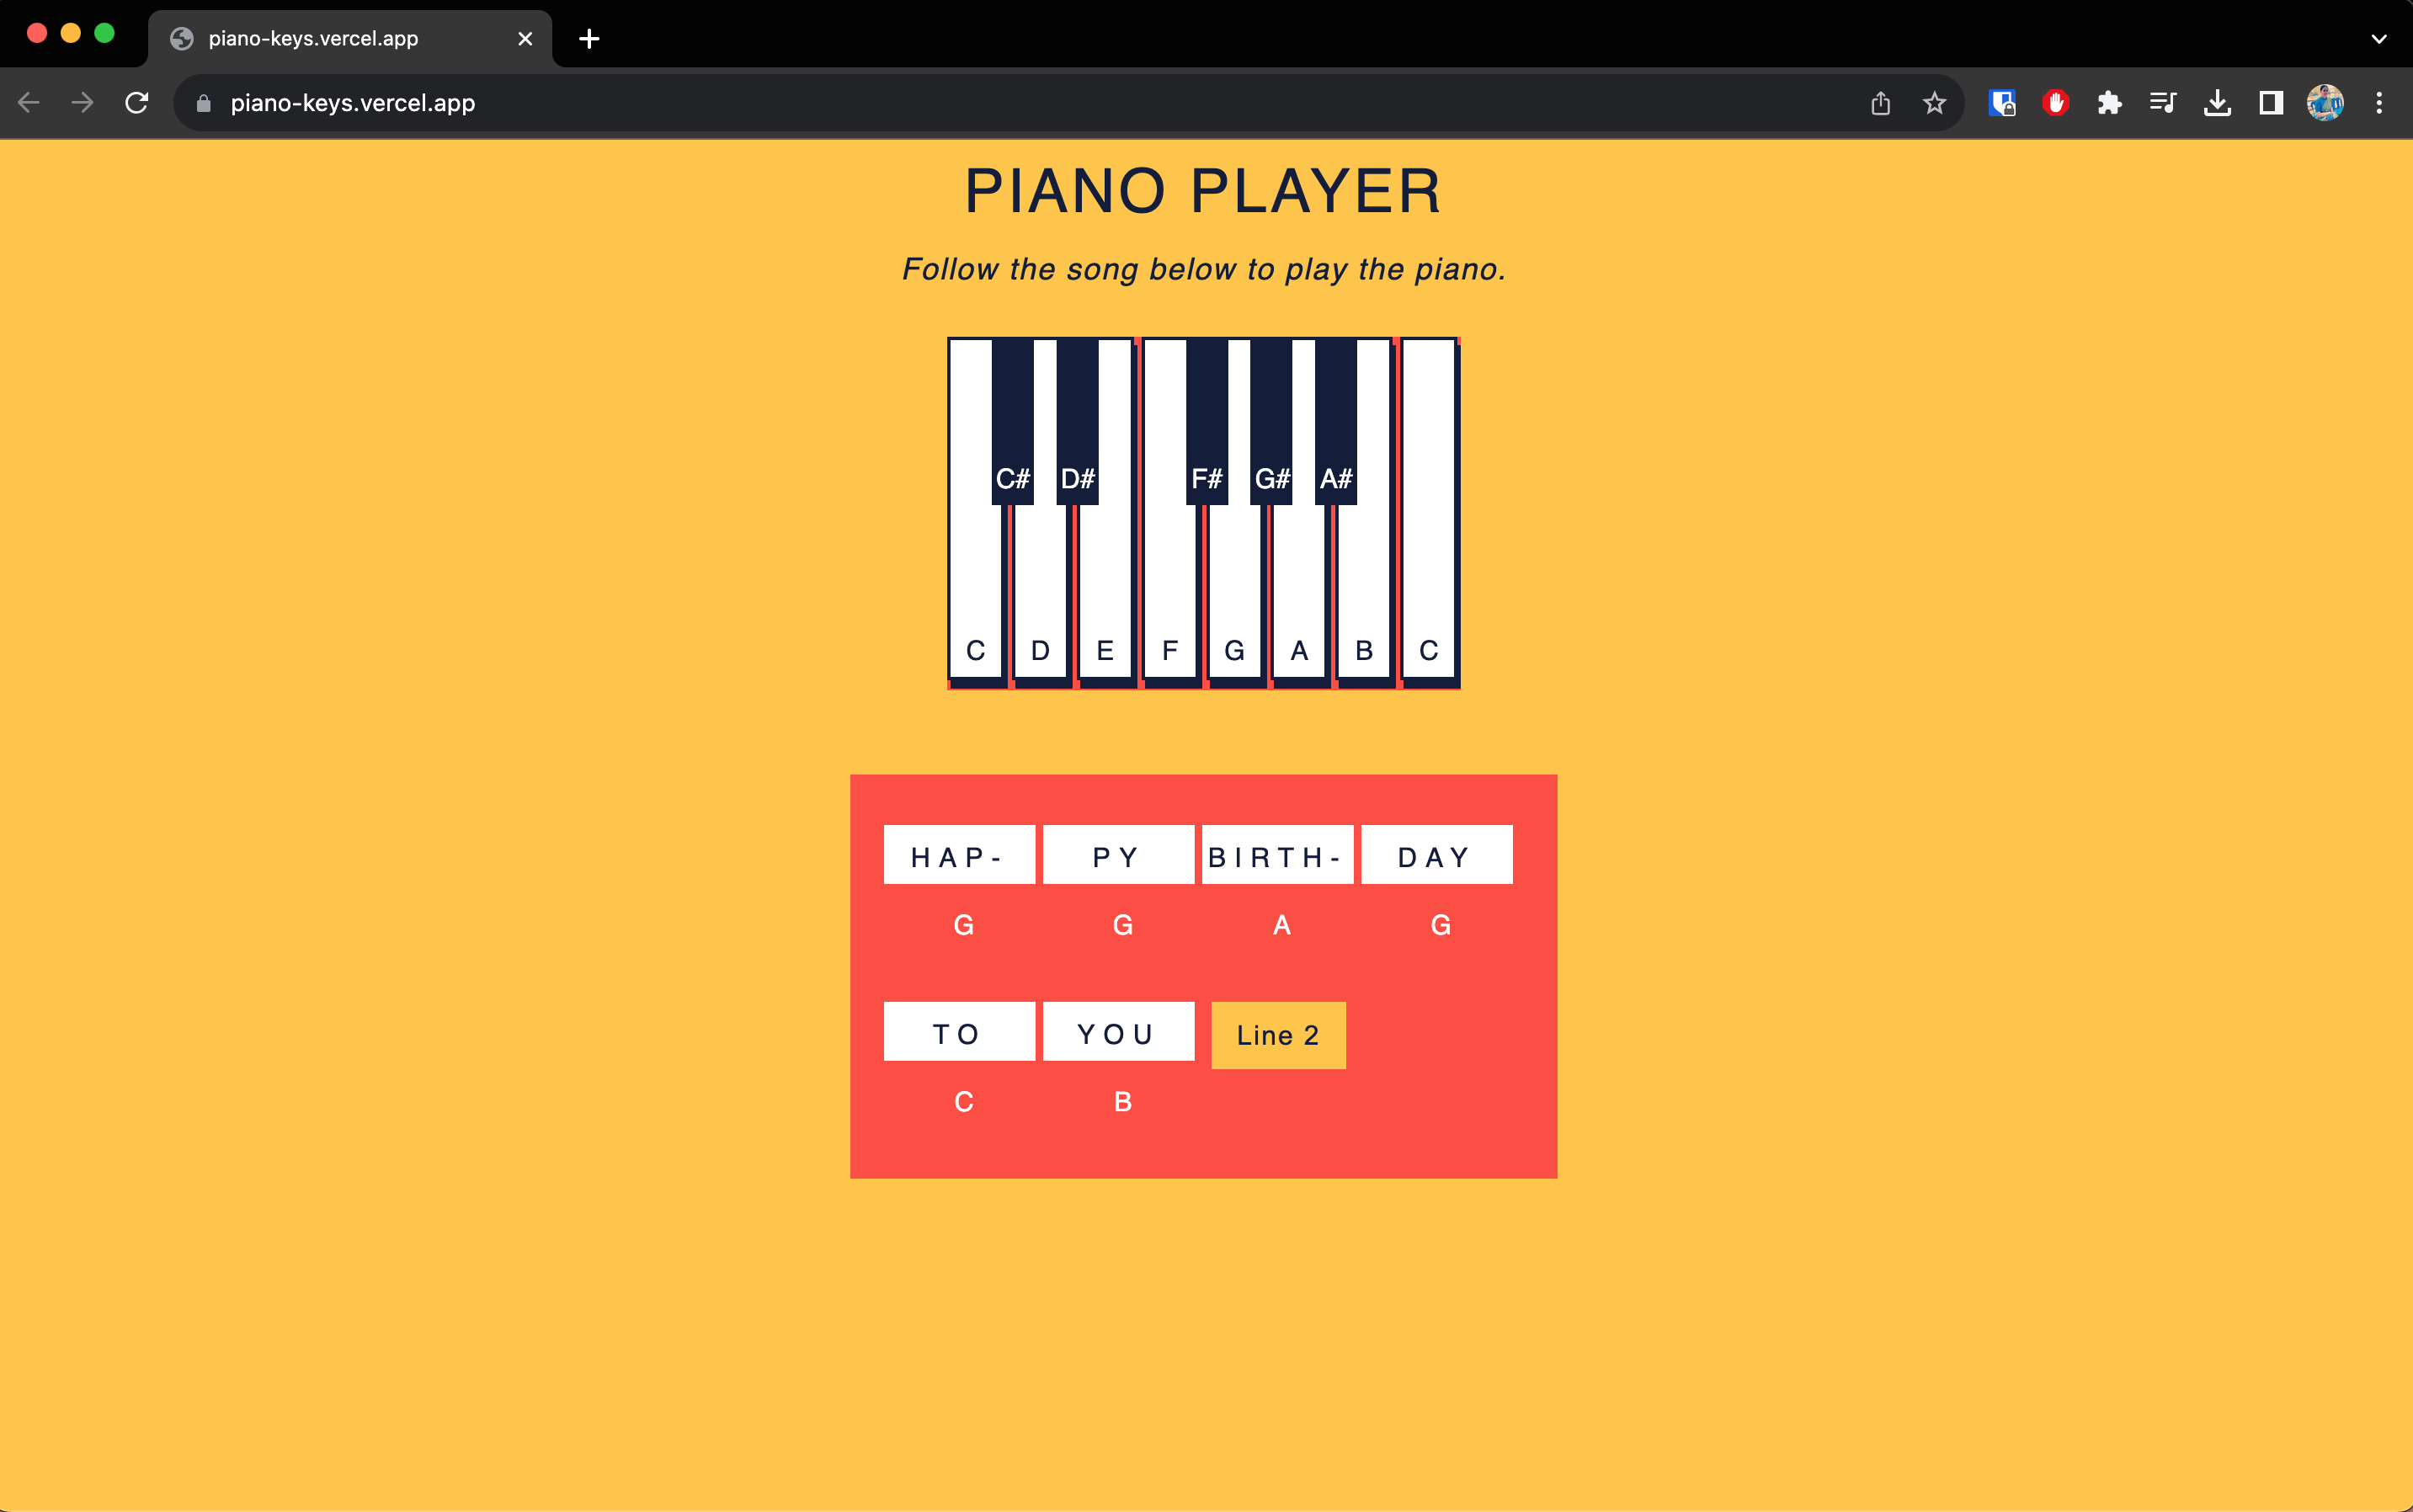 piano-keys.vercel.app
piano-keys.vercel.app
PIANO PLAYER
Follow the song below to play the piano.
C# D# F# G# A#
C D E F G A B C
HAP- PY BIRTH- DAY
G G A G
TO YOU Line 2
C B